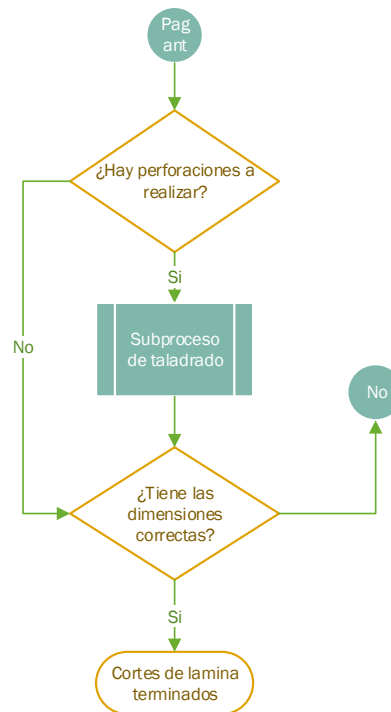 Pag
ant
¿Hay perforaciones a
realizar?
Si
No
Subproceso
de taladrado
No
¿Tiene las
dimensiones
correctas?
Si
Cortes de lamina
terminados